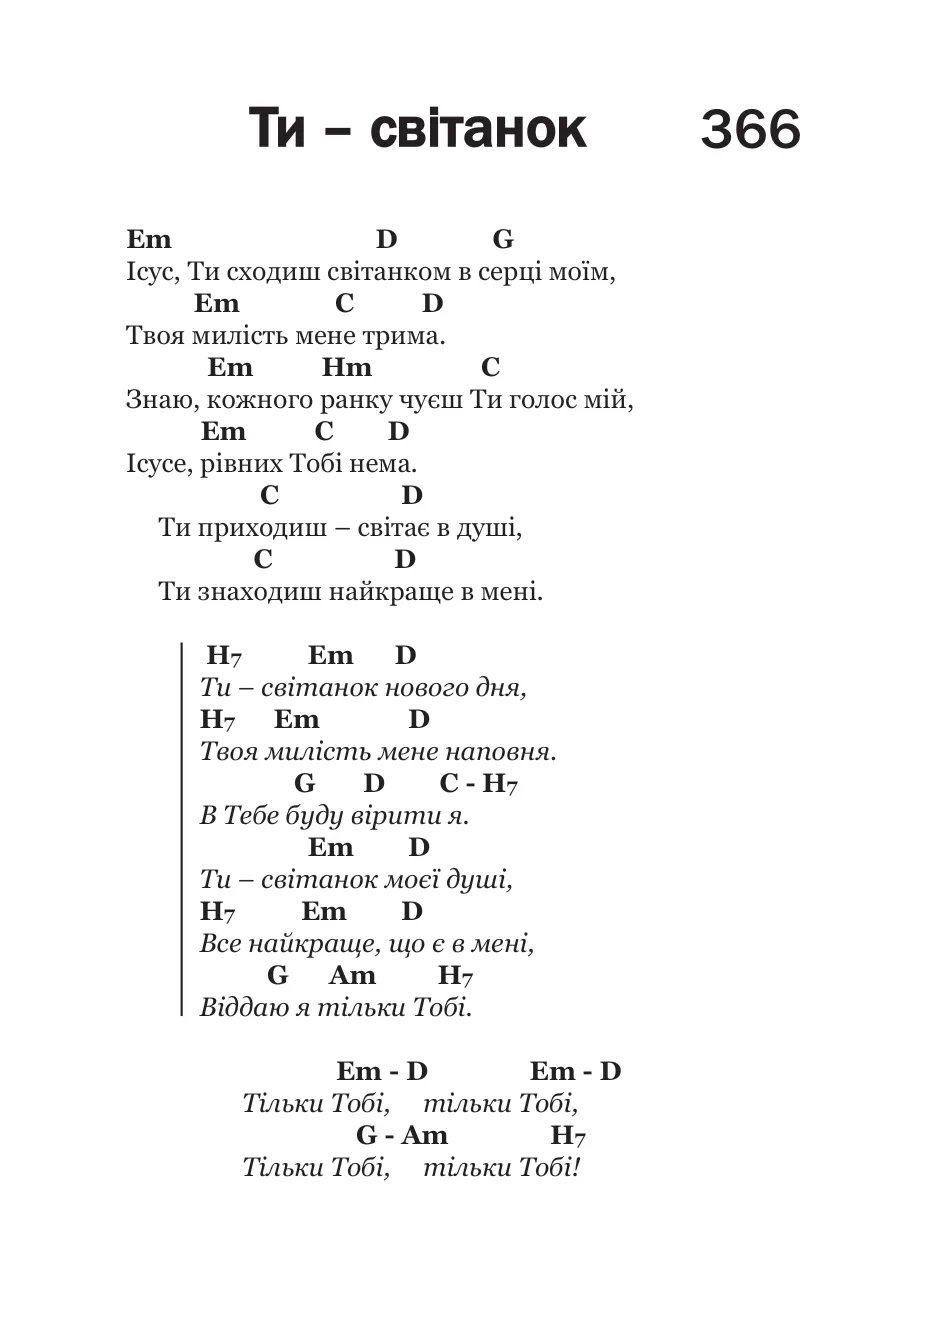 Ти – світанок 366
Em D G
Ісус, Ти сходиш світанком в серці моїм,
Em C D
Твоя милість мене трима.
Em Hm C
Знаю, кожного ранку чуєш Ти голос мій,
Em C D
Ісусе, рівних Тобі нема.
C D
Ти приходиш – світає в душі,
C D
Ти знаходиш найкраще в мені.
H7 Em D
Ти – світанок нового дня,
H7 Em D
Твоя милість мене наповня.
G D C - H7
В Тебе буду вірити я.
Em D
Ти – світанок моєї душі,
H7 Em D
Все найкраще, що є в мені,
G Am H7
Віддаю я тільки Тобі.
Em - D Em - D
Тільки Тобі, тільки Тобі,
G - Am H7
Тільки Тобі, тільки Тобі!